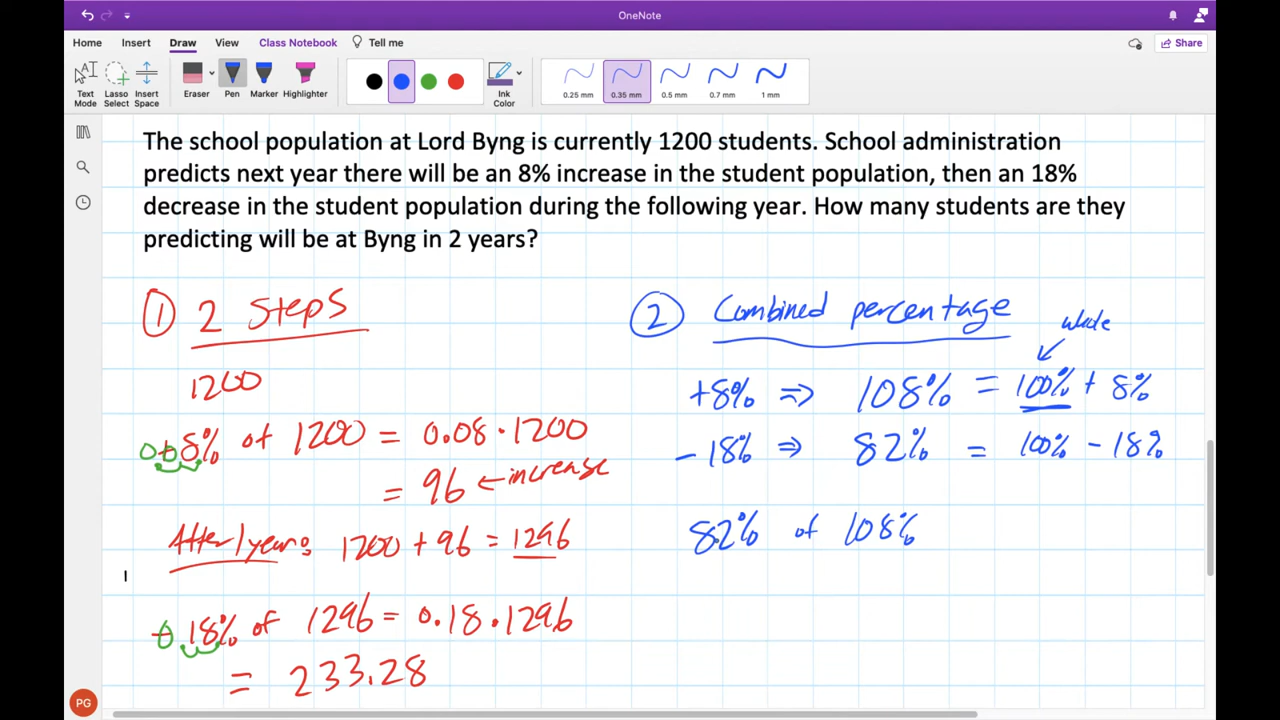 OneNote
Home Insert Draw View Class Notebook Tell me
Share
Text Mode
Lasso Select
Insert Space
Eraser
Pen
Marker
Highlighter
Ink Color
0.25 mm
0.35 mm
0.5 mm
0.7 mm
1 mm
The school population at Lord Byng is currently 1200 students. School administration
predicts next year there will be an 8% increase in the student population, then an 18%
decrease in the student population during the following year. How many students are they
predicting will be at Byng in 2 years?
① 2 Steps
1200
+8% of 1200 = 0.08 · 1200
= 96 ← increase
After 1 year: 1200 + 96 = 1296
- 18% of 1296 = 0.18 · 1296
= 233.28
② Combined percentage
whole
+8% ⇒ 108% = 100% + 8%
- 18% ⇒ 82% = 100% - 18%
82% of 108%
PG